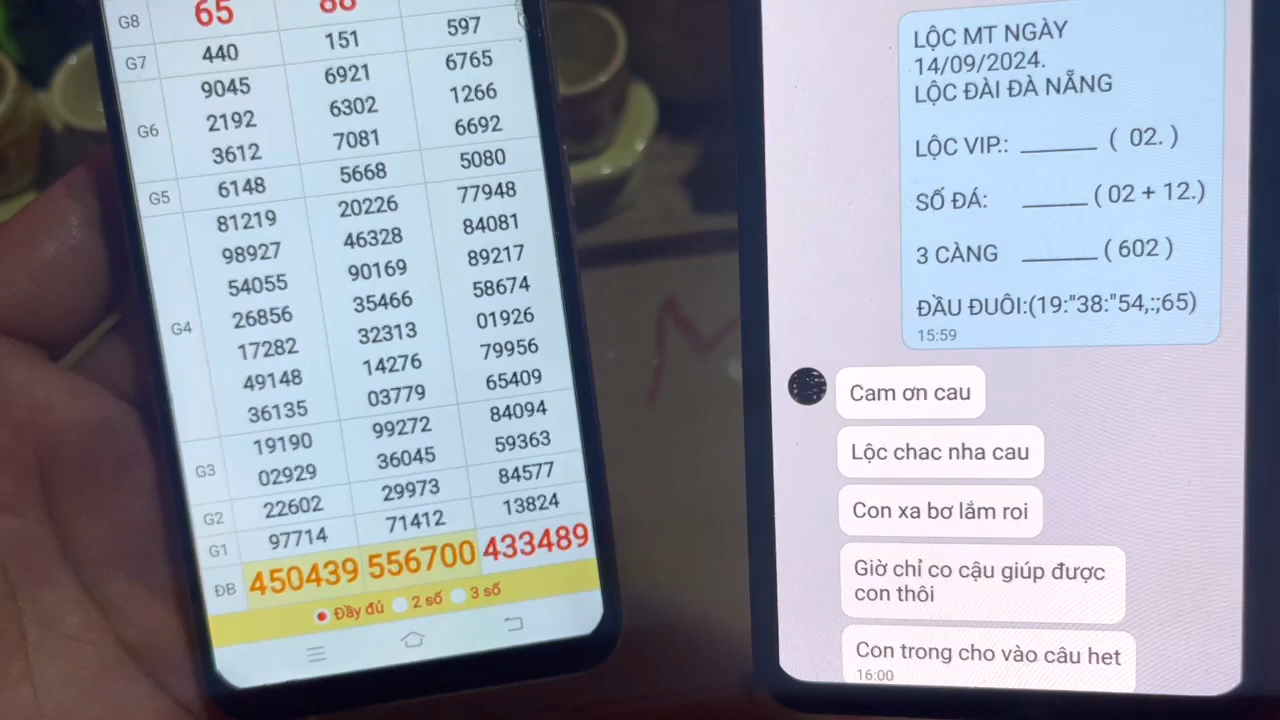 G8 65 88
G7 440 151 597
G6 9045 6921 6765
2192 6302 1266
3612 7081 6692
G5 6148 5668 5080
G4 81219 20226 77948
98927 46328 84081
54055 90169 89217
26856 35466 58674
17282 32313 01926
49148 14276 79956
36135 03779 65409
G3 19190 99272 84094
02929 36045 59363
G2 22602 29973 84577
G1 97714 71412 13824
ĐB 450439 556700 433489
Đầy đủ 2 số 3 số
LỘC MT NGÀY
14/09/2024.
LỘC ĐÀI ĐÀ NẴNG
LỘC VIP.: ______ ( 02. )
SỐ ĐÁ: _____ ( 02 + 12.)
3 CÀNG ______ ( 602 )
ĐẦU ĐUÔI:(19:"38:"54,:;65)
15:59
Cam ơn cau
Lộc chac nha cau
Con xa bơ lắm roi
Giờ chỉ co cậu giúp được
con thôi
Con trong cho vào câu het
16:00